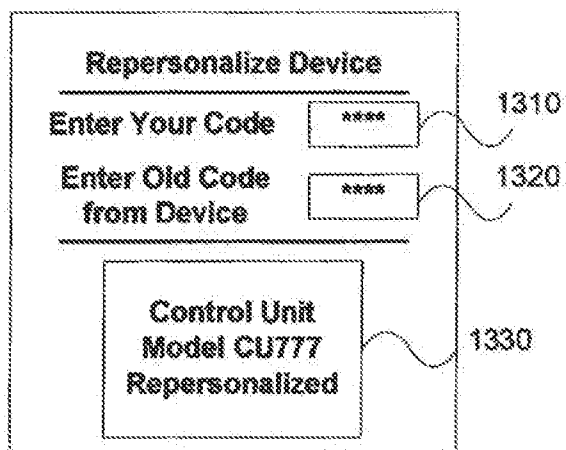 Repersonalize Device
Enter Your Code **** 1310
Enter Old Code
from Device **** 1320
Control Unit
Model CU777
Repersonalized 1330